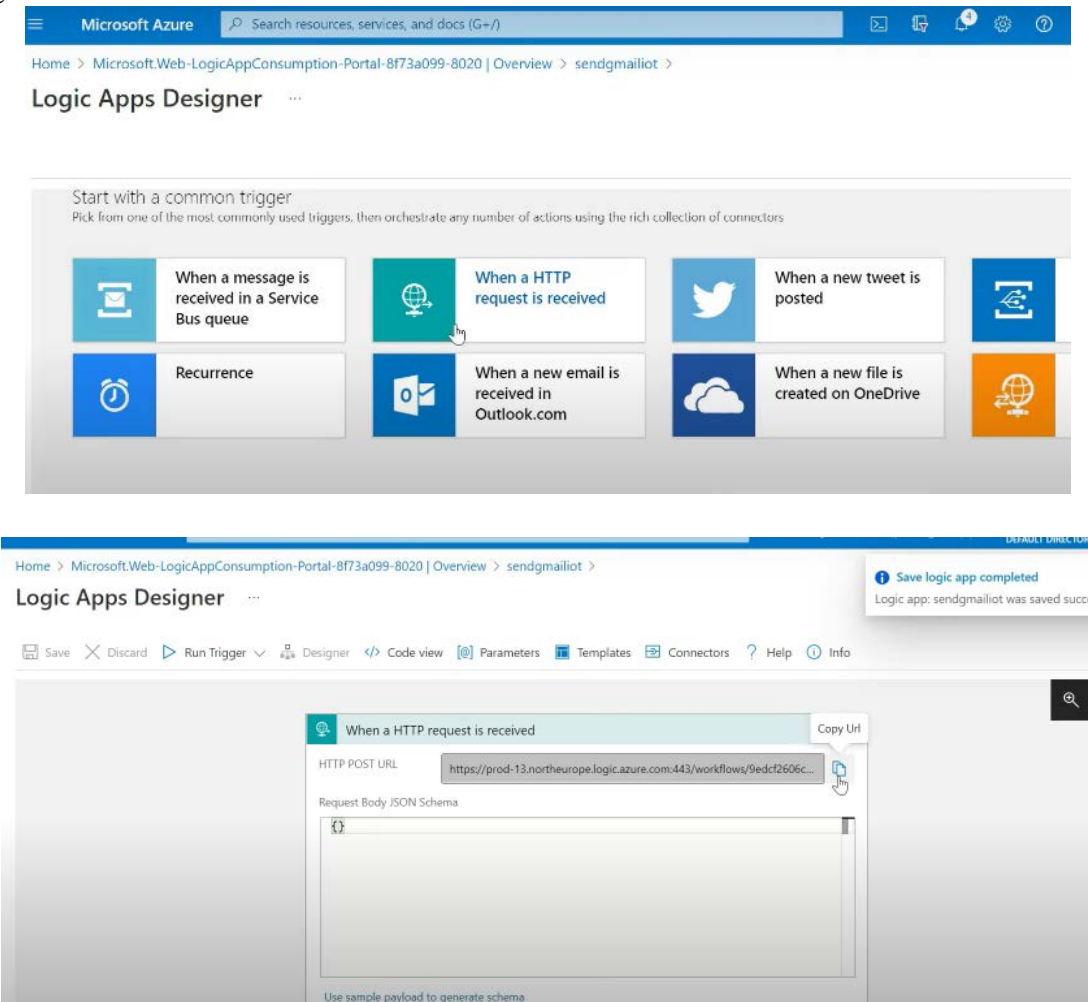 Microsoft Azure
Search resources, services, and docs (G+/)
4
Home > Microsoft.Web-LogicAppConsumption-Portal-8f73a099-8020 | Overview > sendgmailiot >
Logic Apps Designer ...
Start with a common trigger
Pick from one of the most commonly used triggers, then orchestrate any number of actions using the rich collection of connectors
When a message is
received in a Service
Bus queue
When a HTTP
request is received
When a new tweet is
posted
Recurrence
When a new email is
received in
Outlook.com
When a new file is
created on OneDrive
DEFAULT DIRECTOR
Home > Microsoft.Web-LogicAppConsumption-Portal-8f73a099-8020 | Overview > sendgmailiot >
Save logic app completed
Logic app: sendgmailiot was saved succ
Logic Apps Designer ...
Save Discard Run Trigger Designer </> Code view [@] Parameters Templates Connectors ? Help Info
When a HTTP request is received
Copy Url
HTTP POST URL
https://prod-13.northeurope.logic.azure.com:443/workflows/9edcf2606c...
Request Body JSON Schema
{}
Use sample payload to generate schema